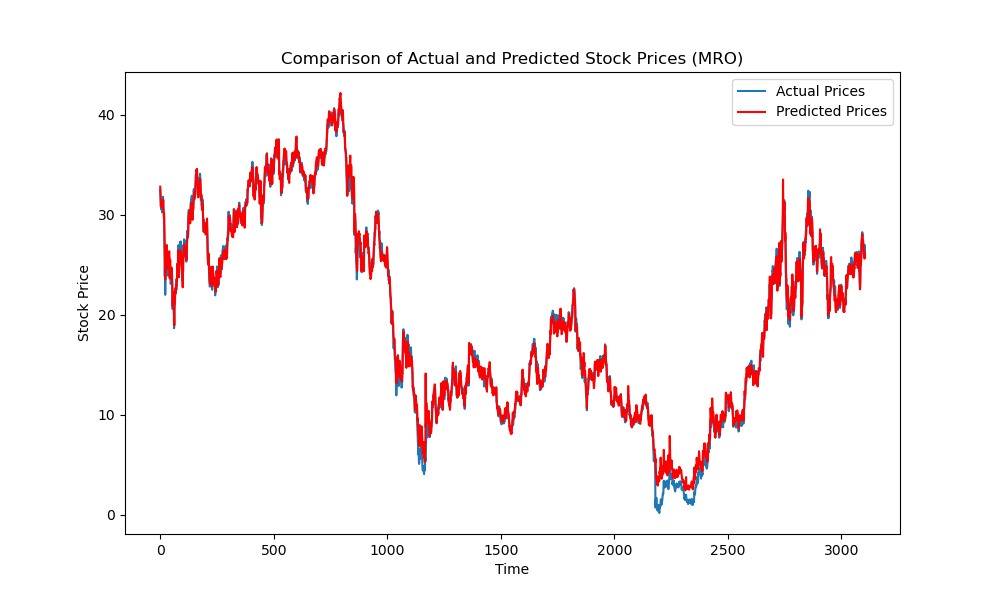 Comparison of Actual and Predicted Stock Prices (MRO)
Actual Prices
Predicted Prices
Stock Price
40
30
20
10
0
0 500 1000 1500 2000 2500 3000
Time